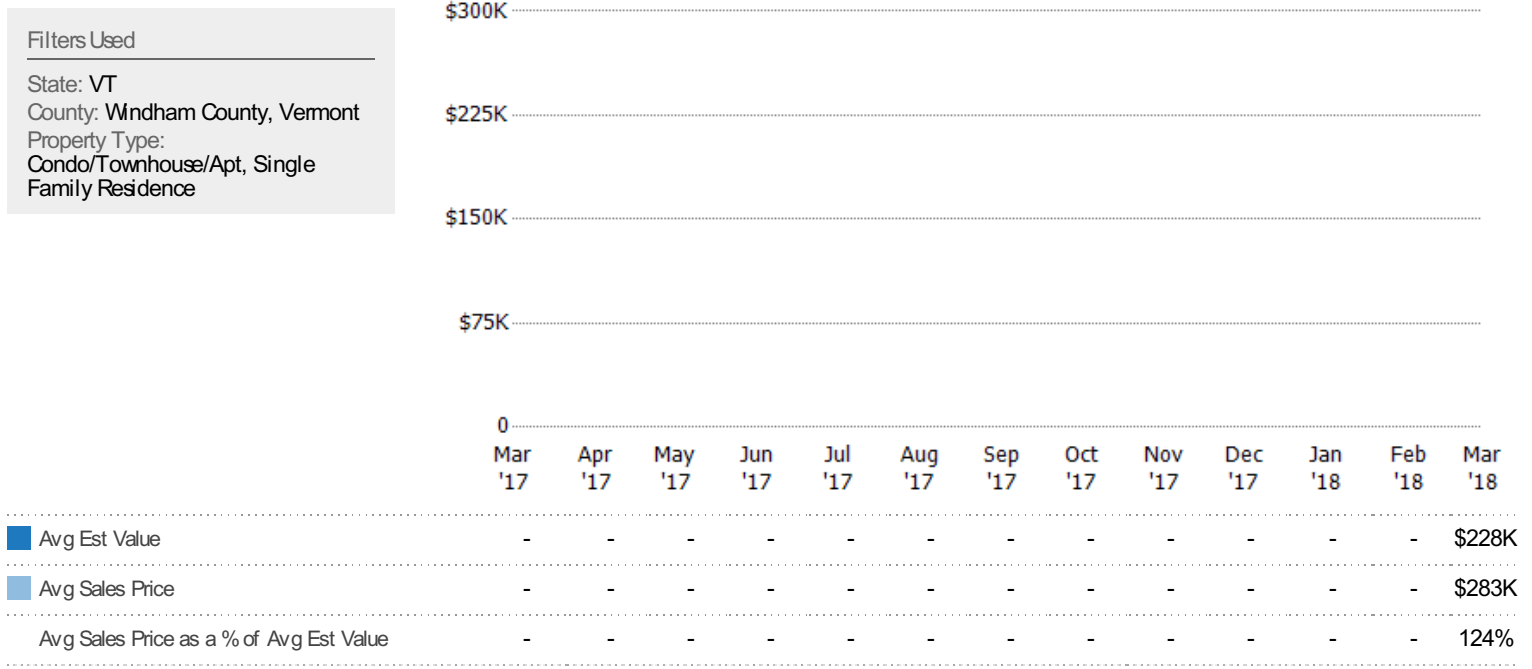 Filters Used
State: VT
County: Windham County, Vermont
Property Type:
Condo/Townhouse/Apt, Single
Family Residence
$300K
$225K
$150K
$75K
0
Mar Apr May Jun Jul Aug Sep Oct Nov Dec Jan Feb Mar
'17 '17 '17 '17 '17 '17 '17 '17 '17 '17 '18 '18 '18
Avg Est Value - - - - - - - - - - - - $228K
Avg Sales Price - - - - - - - - - - - - $283K
Avg Sales Price as a % of Avg Est Value - - - - - - - - - - - - 124%